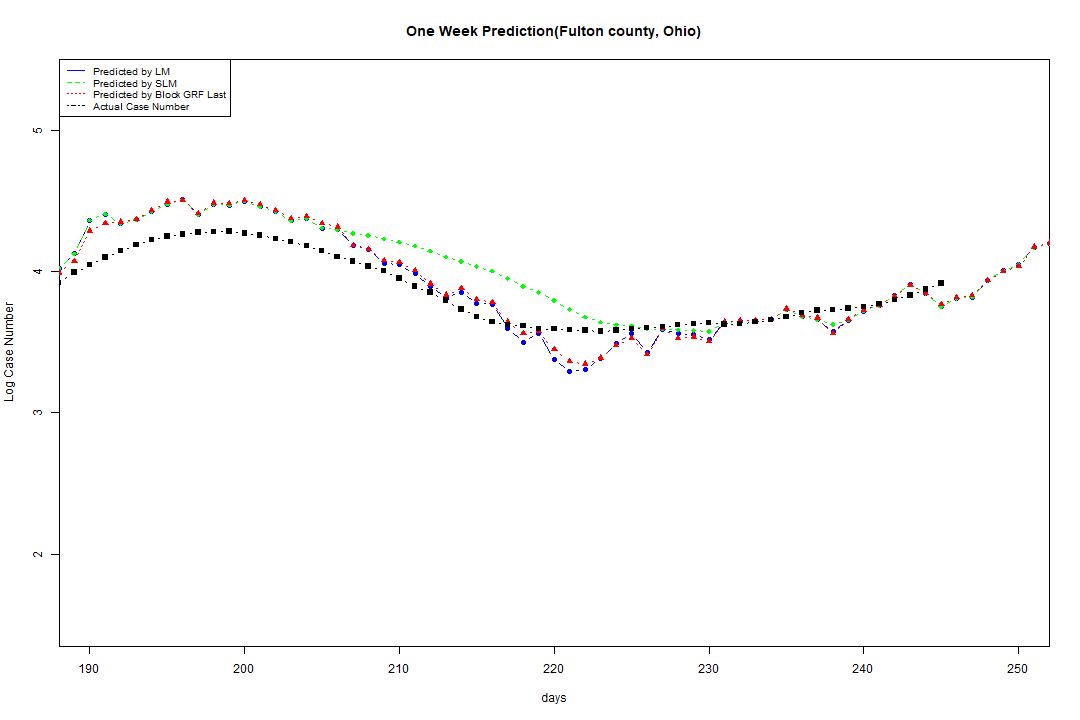 One Week Prediction(Fulton county, Ohio)
Predicted by LM
Predicted by SLM
Predicted by Block GRF Last
Actual Case Number
5
4
3
2
Log Case Number
190 200 210 220 230 240 250
days